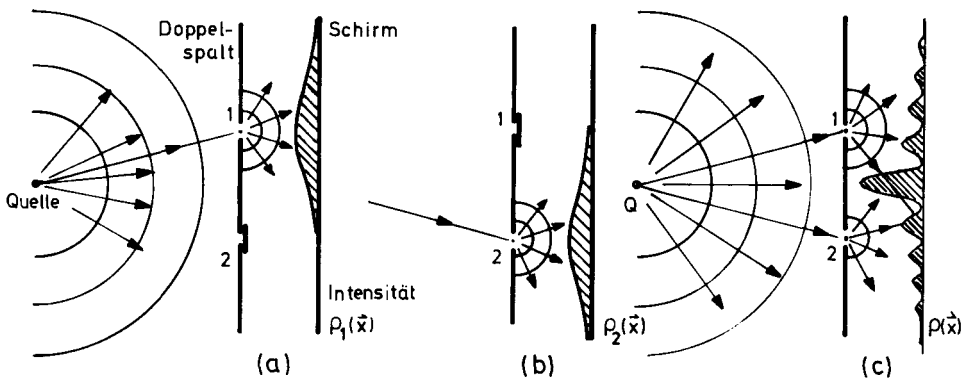 Doppel-
spalt
Schirm
1
Quelle
2
Intensität
ρ₁(x⃗)
(a)
1
2
ρ₂(x⃗)
(b)
Q
1
2
ρ(x⃗)
(c)